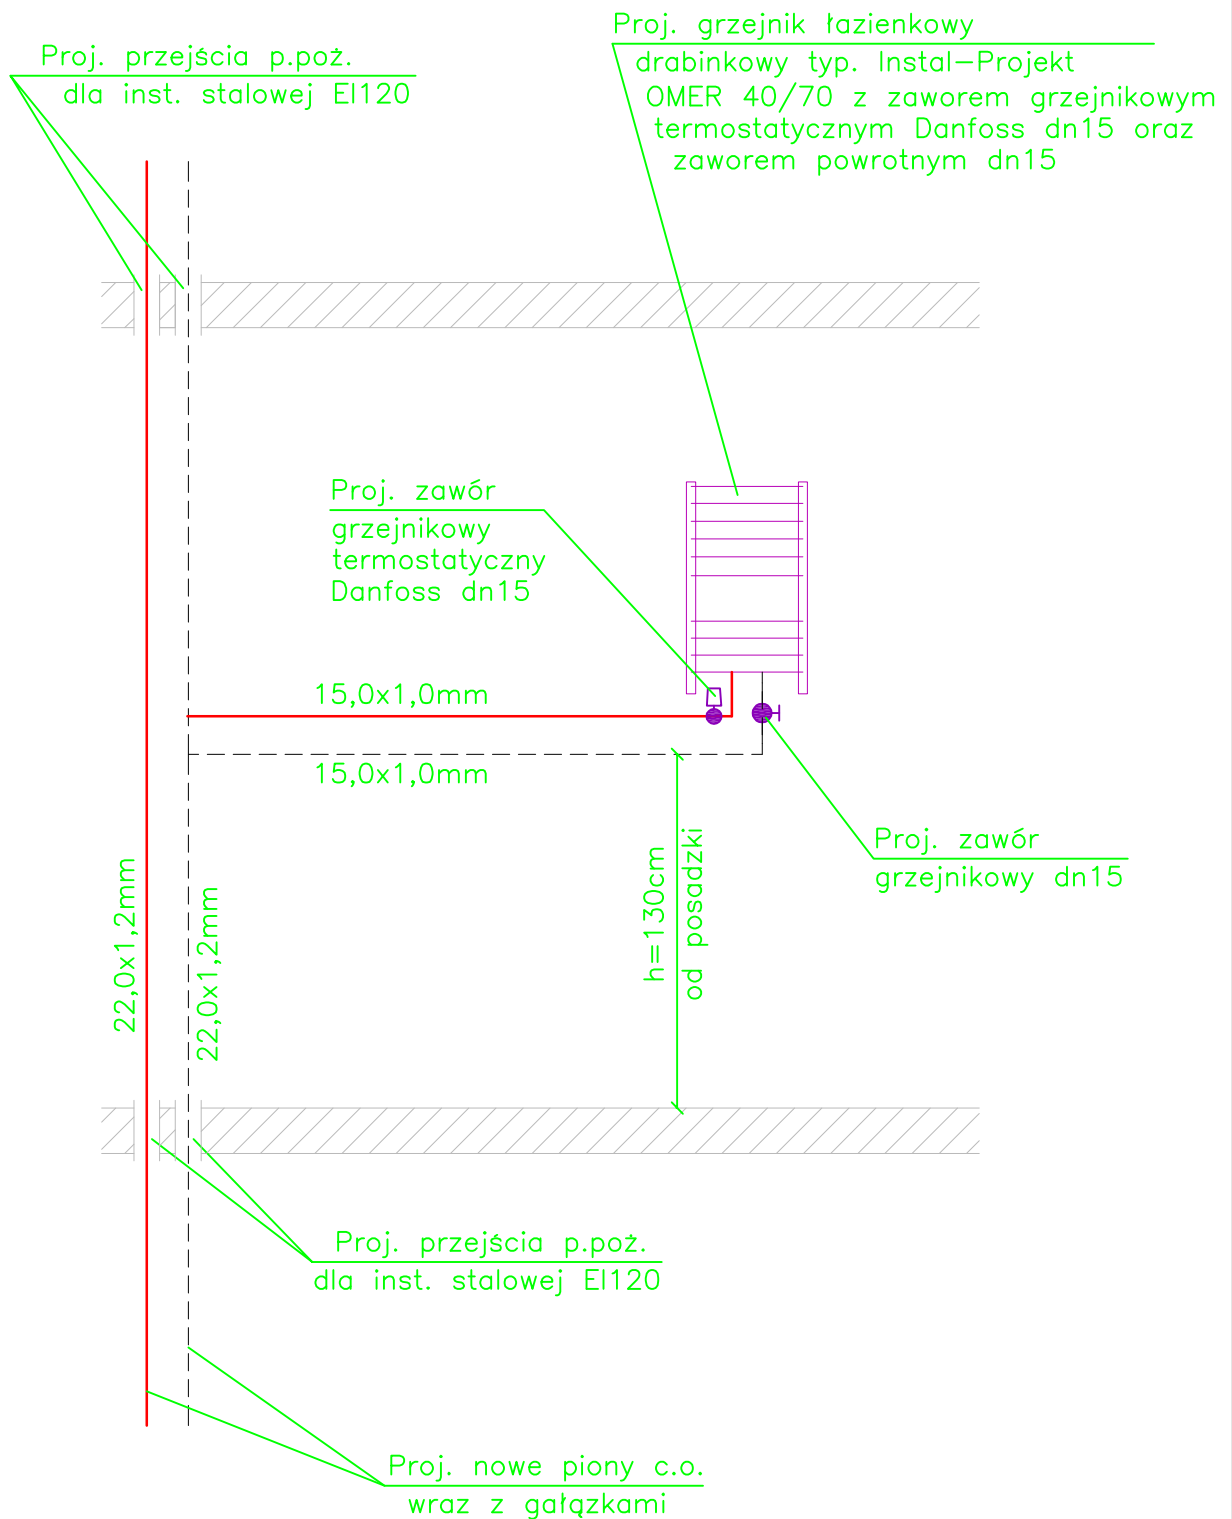 Proj. grzejnik łazienkowy
drabinkowy typ. Instal-Projekt
OMER 40/70 z zaworem grzejnikowym
termostatycznym Danfoss dn15 oraz
zaworem powrotnym dn15
Proj. przejścia p.poż.
dla inst. stalowej EI120
Proj. zawór
grzejnikowy
termostatyczny
Danfoss dn15
15,0x1,0mm
15,0x1,0mm
Proj. zawór
grzejnikowy dn15
h=130cm
od posadzki
22,0x1,2mm
22,0x1,2mm
Proj. przejścia p.poż.
dla inst. stalowej EI120
Proj. nowe piony c.o.
wraz z gałązkami